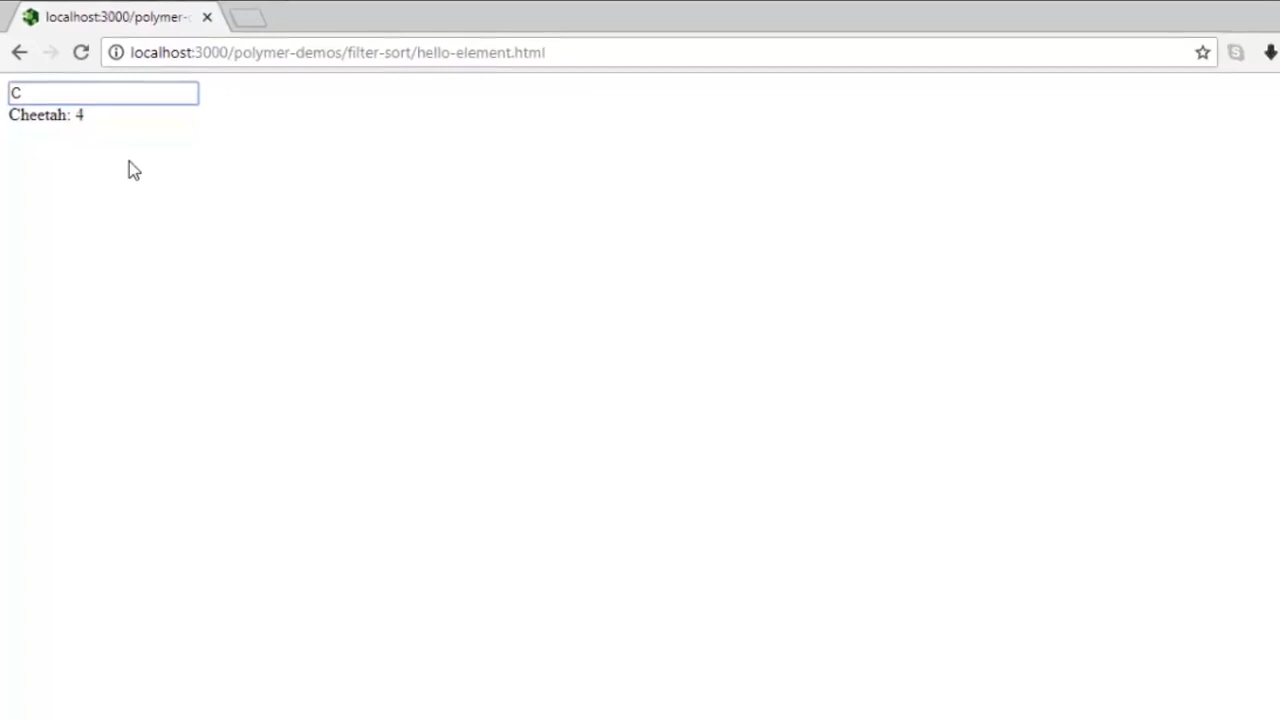 localhost:3000/polymer-
localhost:3000/polymer-demos/filter-sort/hello-element.html
C
Cheetah: 4